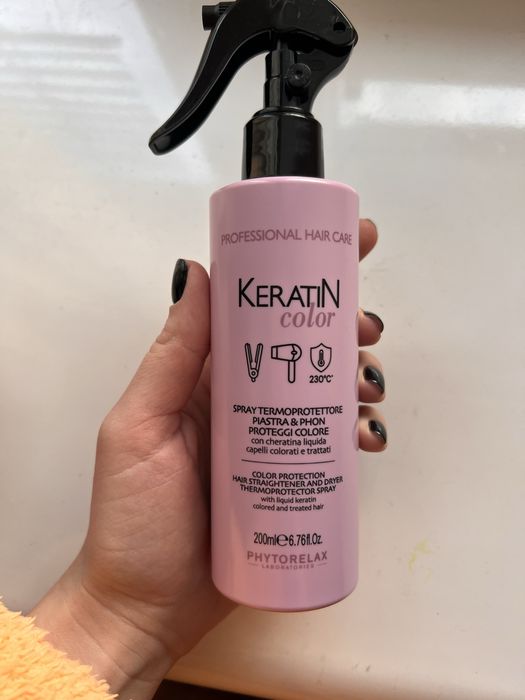 PROFESSIONAL HAIR CARE
KERATIN
color
230°C*
SPRAY TERMOPROTETTORE
PIASTRA & PHON
PROTEGGI COLORE
con cheratina liquida
capelli colorati e trattati
COLOR PROTECTION
HAIR STRAIGHTENER AND DRYER
THERMOPROTECTOR SPRAY
with liquid keratin
colored and treated hair
200ml℮6.76fl.Oz.
PHYTORELAX
LABORATORIES